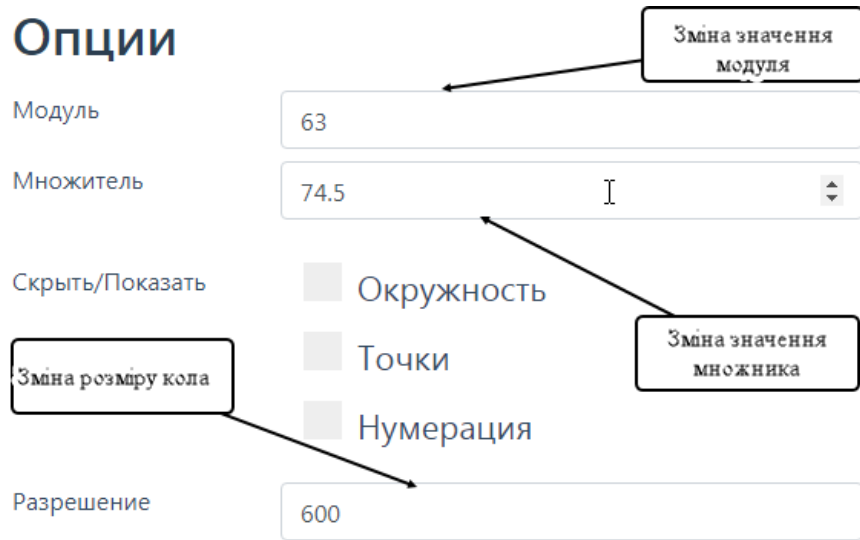 Опции
Зміна значення
модуля
Модуль
63
Множитель
74.5
Скрыть/Показать
Окружность
Зміна значення
множника
Точки
Зміна розміру кола
Нумерация
Разрешение
600